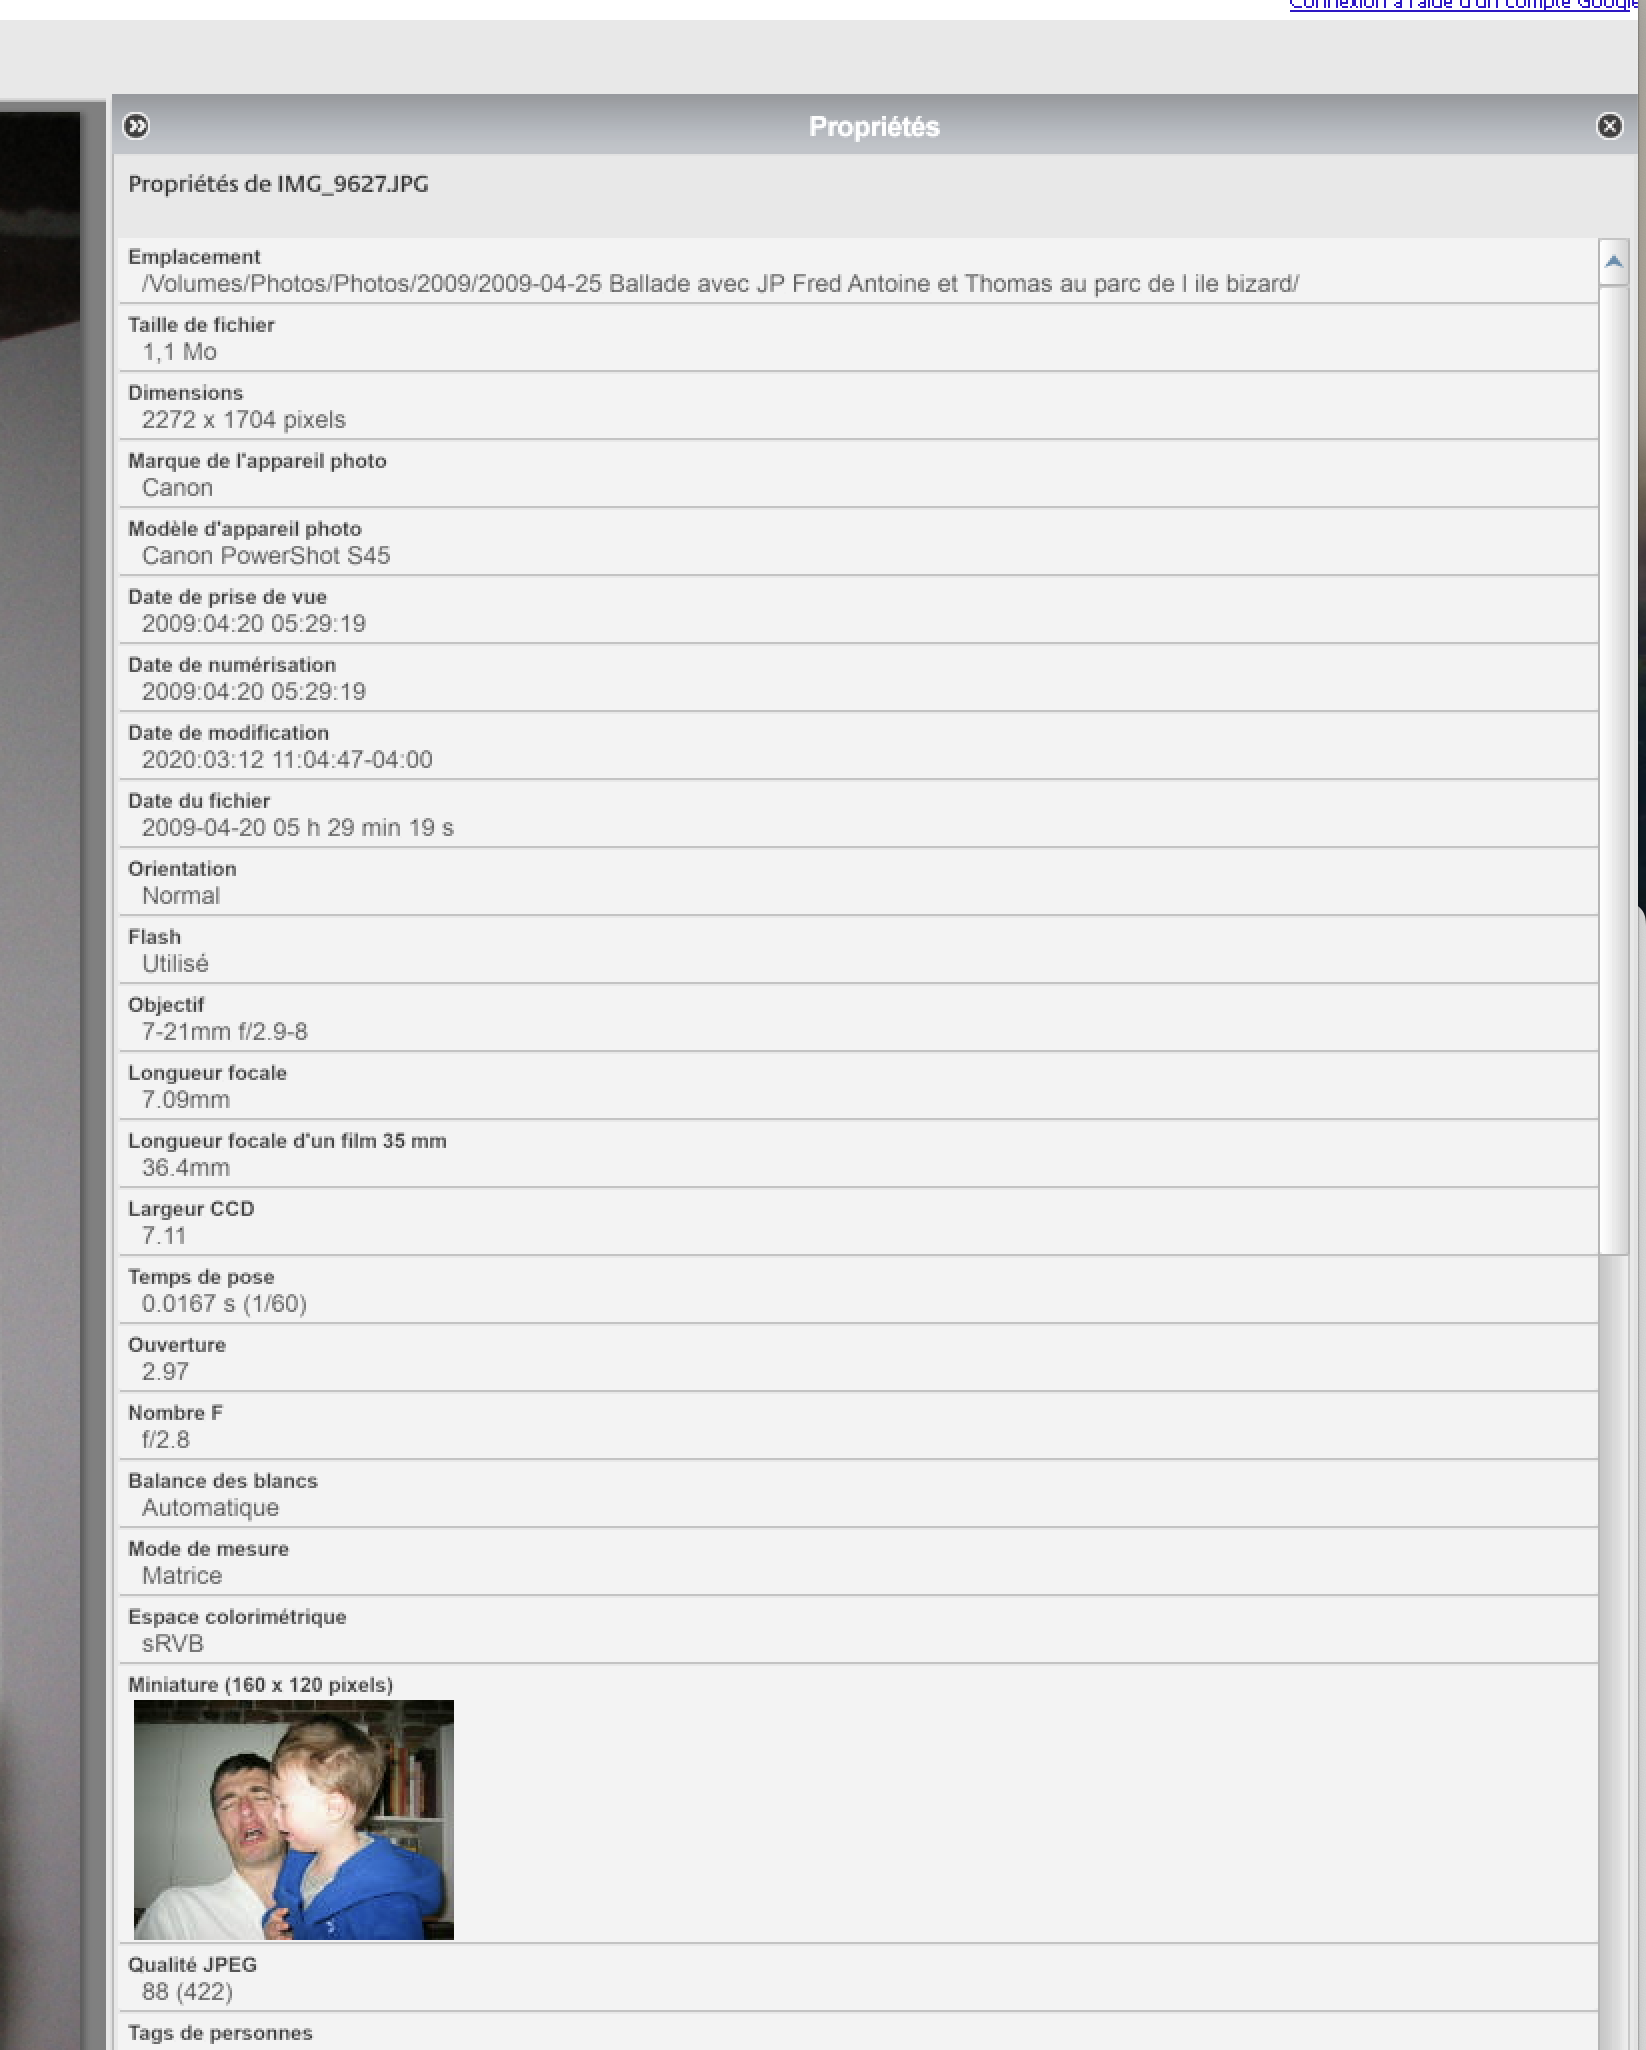 Connexion à l'aide d'un compte Google
Propriétés
Propriétés de IMG_9627.JPG
Emplacement
/Volumes/Photos/Photos/2009/2009-04-25 Ballade avec JP Fred Antoine et Thomas au parc de l ile bizard/
Taille de fichier
1,1 Mo
Dimensions
2272 x 1704 pixels
Marque de l'appareil photo
Canon
Modèle d'appareil photo
Canon PowerShot S45
Date de prise de vue
2009:04:20 05:29:19
Date de numérisation
2009:04:20 05:29:19
Date de modification
2020:03:12 11:04:47-04:00
Date du fichier
2009-04-20 05 h 29 min 19 s
Orientation
Normal
Flash
Utilisé
Objectif
7-21mm f/2.9-8
Longueur focale
7.09mm
Longueur focale d'un film 35 mm
36.4mm
Largeur CCD
7.11
Temps de pose
0.0167 s (1/60)
Ouverture
2.97
Nombre F
f/2.8
Balance des blancs
Automatique
Mode de mesure
Matrice
Espace colorimétrique
sRVB
Miniature (160 x 120 pixels)
Qualité JPEG
88 (422)
Tags de personnes